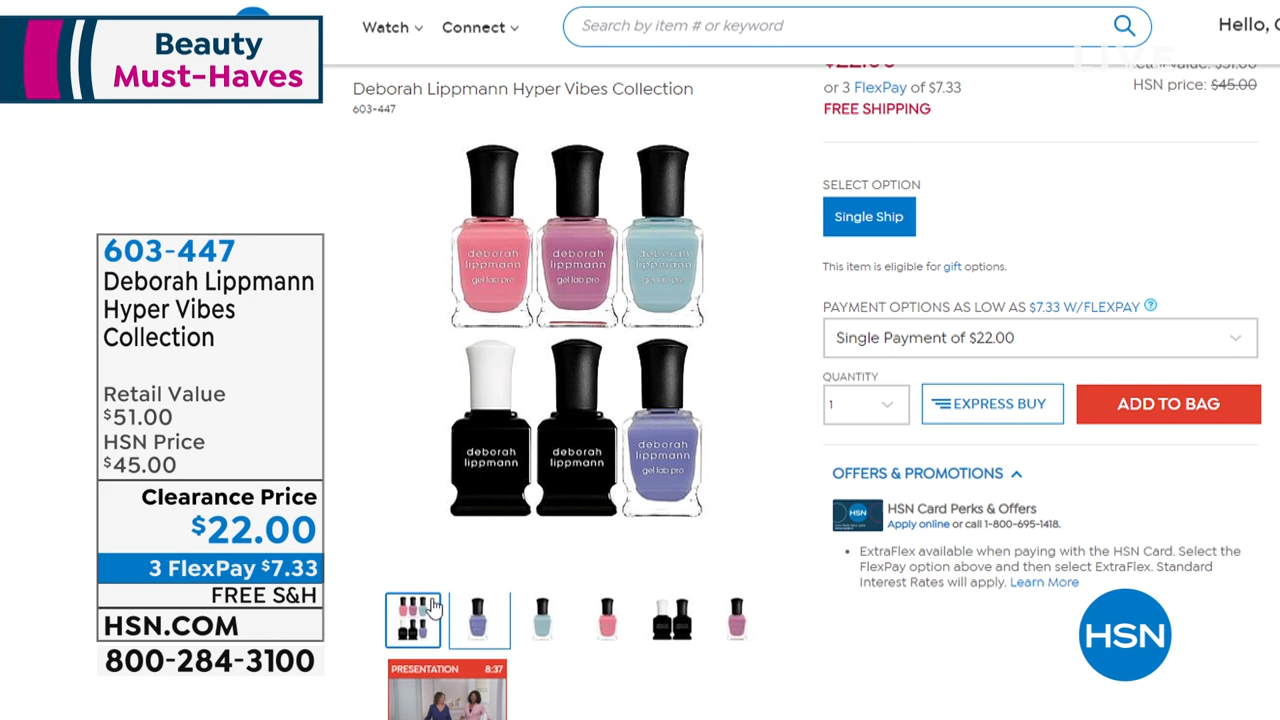 Beauty
Must-Haves
Watch
Connect
Search by item # or keyword
Hello,
LIVE
Deborah Lippmann Hyper Vibes Collection
603-447
$22.00
or 3 FlexPay of $7.33
FREE SHIPPING
Retail Value: $51.00
HSN price: $45.00
deborah
lippmann
gel lab pro
deborah
lippmann
gel lab pro
deborah
lippmann
gel lab pro
deborah
lippmann
deborah
lippmann
deborah
lippmann
gel lab pro
SELECT OPTION
Single Ship
This item is eligible for gift options.
PAYMENT OPTIONS AS LOW AS $7.33 W/FLEXPAY ?
Single Payment of $22.00
QUANTITY
1
EXPRESS BUY
ADD TO BAG
OFFERS & PROMOTIONS
HSN
HSN Card Perks & Offers
Apply online or call 1-800-695-1418.
• ExtraFlex available when paying with the HSN Card. Select the
FlexPay option above and then select ExtraFlex. Standard
Interest Rates will apply. Learn More
603-447
Deborah Lippmann
Hyper Vibes
Collection
Retail Value
$51.00
HSN Price
$45.00
Clearance Price
$22.00
3 FlexPay $7.33
FREE S&H
HSN.COM
800-284-3100
PRESENTATION 8:37
HSN